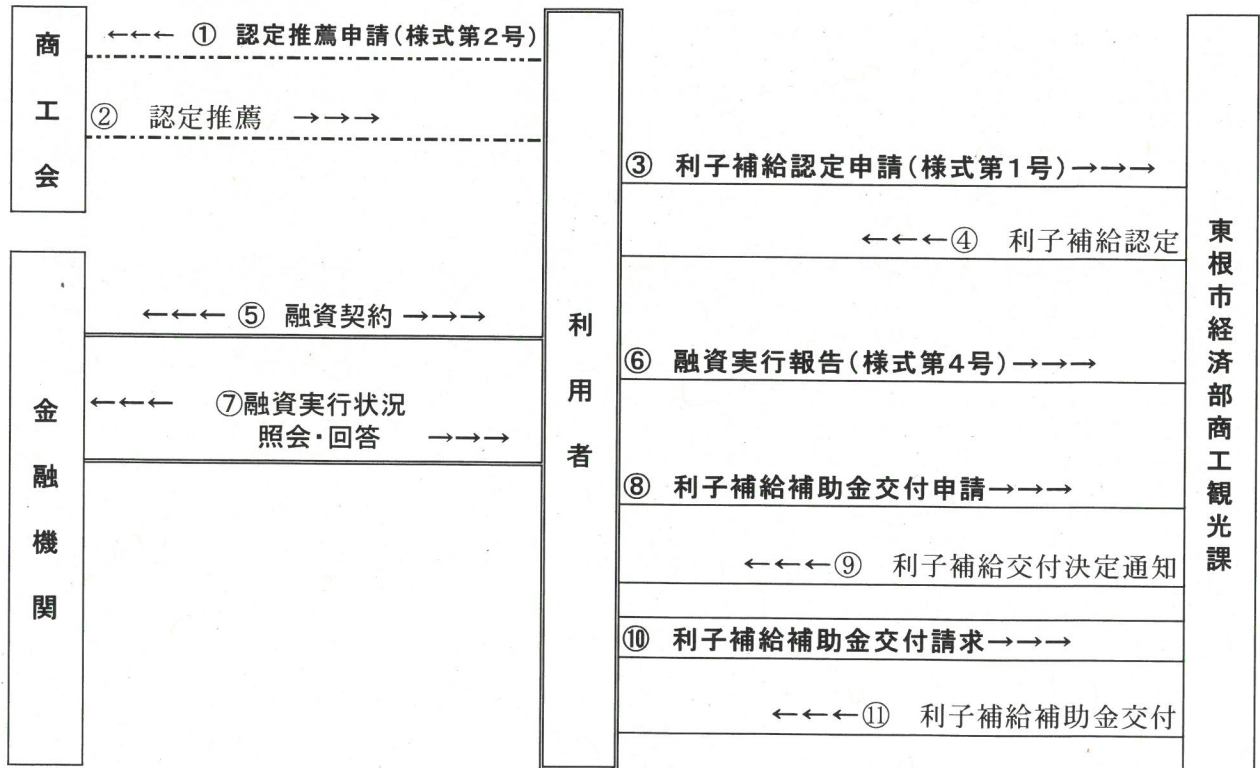 商工会
←←← ① 認定推薦申請(様式第2号)
② 認定推薦 →→→
金融機関
←←← ⑤ 融資契約 →→→
←←← ⑦融資実行状況
照会・回答 →→→
利用者
③ 利子補給認定申請(様式第1号)→→→
←←←④ 利子補給認定
⑥ 融資実行報告(様式第4号)→→→
⑧ 利子補給補助金交付申請→→→
←←←⑨ 利子補給交付決定通知
⑩ 利子補給補助金交付請求→→→
←←←⑪ 利子補給補助金交付
東根市経済部商工観光課